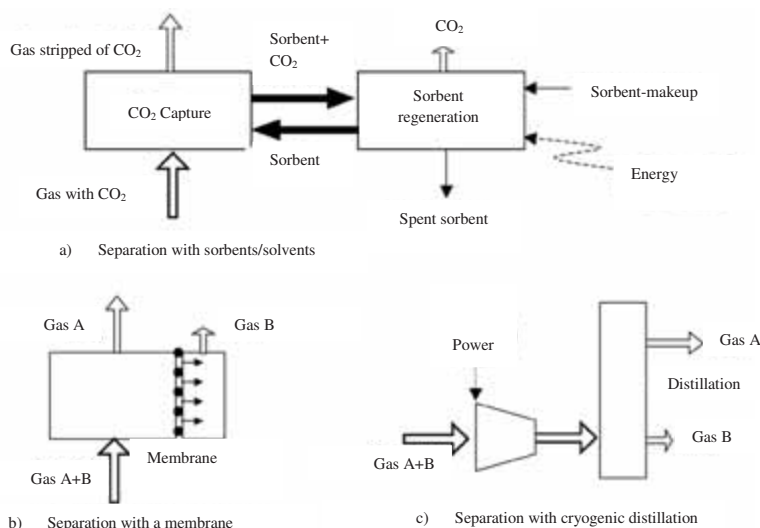 CO₂
Gas stripped of CO₂
Sorbent+
CO₂
CO₂ Capture
Sorbent
regeneration
Sorbent-makeup
Sorbent
Energy
Gas with CO₂
Spent sorbent
a) Separation with sorbents/solvents
Gas A
Gas B
Power
Gas A
Distillation
Gas B
Membrane
Gas A+B
Gas A+B
b) Separation with a membrane
c) Separation with cryogenic distillation